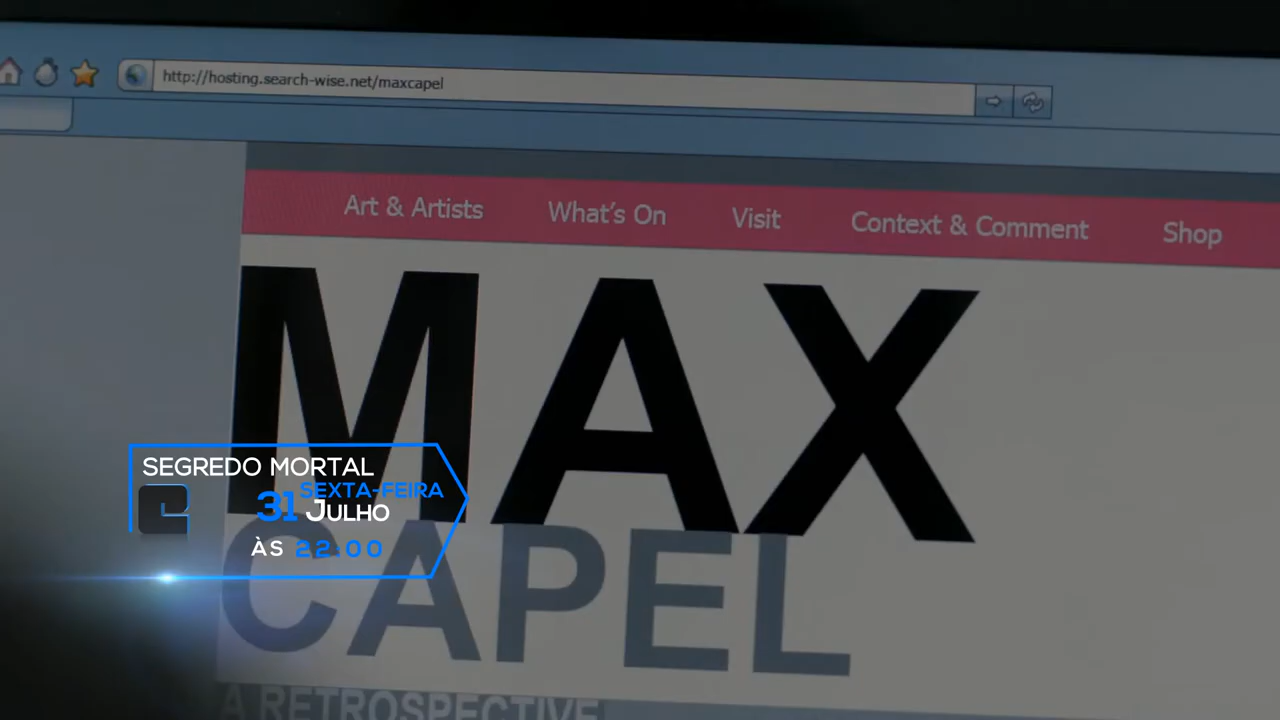 http://hosting.search-wise.net/maxcapel
Art & Artists What's On Visit Context & Comment Shop
MAX
CAPEL
A RETROSPECTIVE
SEGREDO MORTAL
SEXTA-FEIRA
31 JULHO
ÀS 22:00